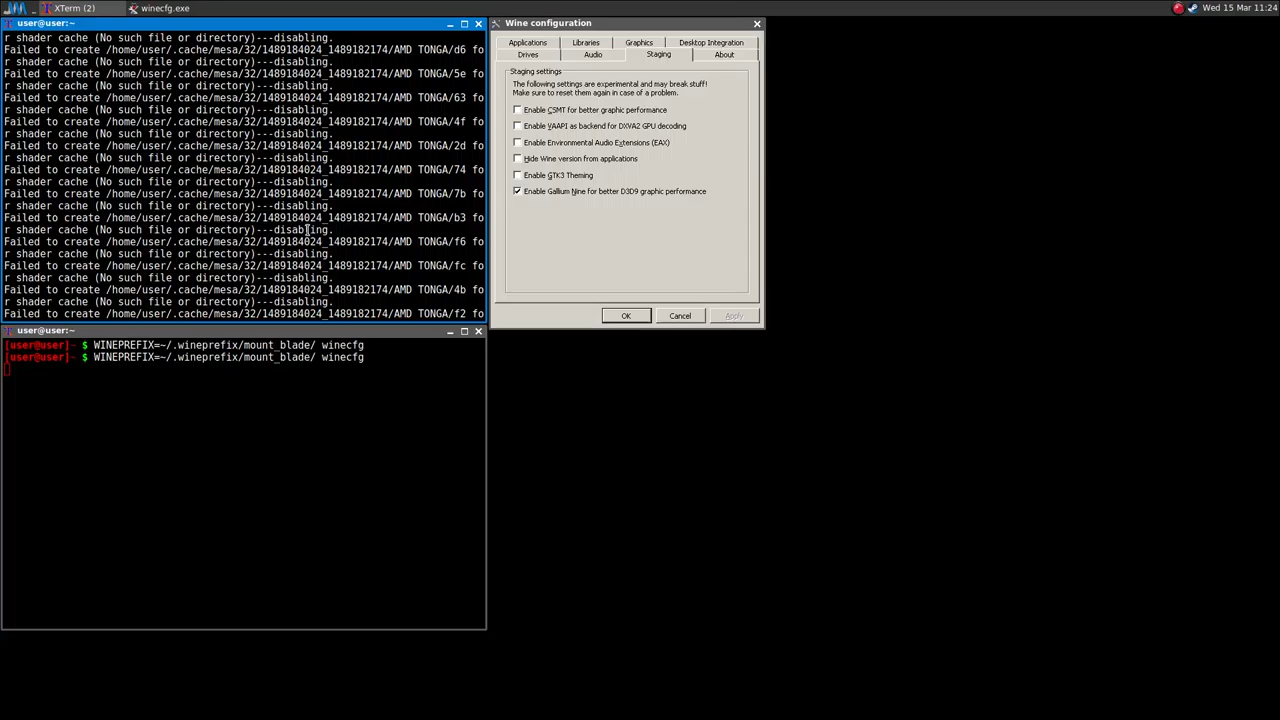 XTerm (2)
winecfg.exe
Wed 15 Mar 11:24
user@user:~
r shader cache (No such file or directory)---disabling.
Failed to create /home/user/.cache/mesa/32/1489184024_1489182174/AMD TONGA/d6 fo
r shader cache (No such file or directory)---disabling.
Failed to create /home/user/.cache/mesa/32/1489184024_1489182174/AMD TONGA/5e fo
r shader cache (No such file or directory)---disabling.
Failed to create /home/user/.cache/mesa/32/1489184024_1489182174/AMD TONGA/63 fo
r shader cache (No such file or directory)---disabling.
Failed to create /home/user/.cache/mesa/32/1489184024_1489182174/AMD TONGA/4f fo
r shader cache (No such file or directory)---disabling.
Failed to create /home/user/.cache/mesa/32/1489184024_1489182174/AMD TONGA/2d fo
r shader cache (No such file or directory)---disabling.
Failed to create /home/user/.cache/mesa/32/1489184024_1489182174/AMD TONGA/74 fo
r shader cache (No such file or directory)---disabling.
Failed to create /home/user/.cache/mesa/32/1489184024_1489182174/AMD TONGA/7b fo
r shader cache (No such file or directory)---disabling.
Failed to create /home/user/.cache/mesa/32/1489184024_1489182174/AMD TONGA/b3 fo
r shader cache (No such file or directory)---disabling.
Failed to create /home/user/.cache/mesa/32/1489184024_1489182174/AMD TONGA/f6 fo
r shader cache (No such file or directory)---disabling.
Failed to create /home/user/.cache/mesa/32/1489184024_1489182174/AMD TONGA/fc fo
r shader cache (No such file or directory)---disabling.
Failed to create /home/user/.cache/mesa/32/1489184024_1489182174/AMD TONGA/4b fo
r shader cache (No such file or directory)---disabling.
Failed to create /home/user/.cache/mesa/32/1489184024_1489182174/AMD TONGA/f2 fo
Wine configuration
Applications Libraries Graphics Desktop Integration
Drives Audio Staging About
Staging settings
The following settings are experimental and may break stuff!
Make sure to reset them again in case of a problem.
Enable CSMT for better graphic performance
Enable VAAPI as backend for DXVA2 GPU decoding
Enable Environmental Audio Extensions (EAX)
Hide Wine version from applications
Enable GTK3 Theming
Enable Gallium Nine for better D3D9 graphic performance
OK Cancel Apply
user@user:~
[user@user]~ $ WINEPREFIX=~/.wineprefix/mount_blade/ winecfg
[user@user]~ $ WINEPREFIX=~/.wineprefix/mount_blade/ winecfg